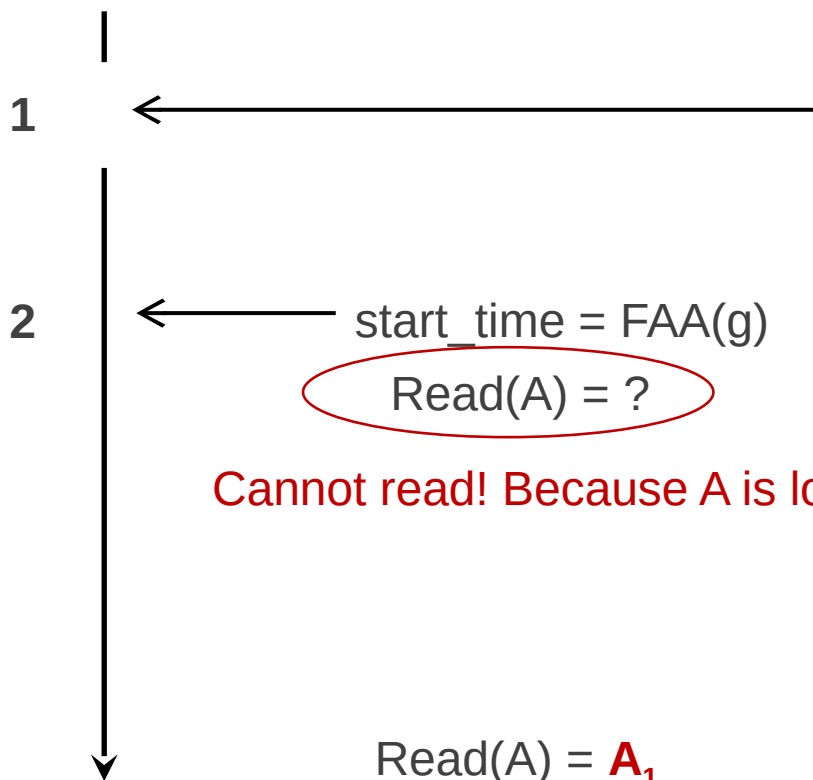 1
2
start_time = FAA(g)
Read(A) = ?
Cannot read! Because A is
Read(A) = A₁